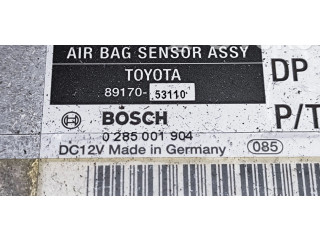 AIR BAG SENSOR ASSY
TOYOTA
89170-53110
DP
BOSCH
P/T
0 285 001 904
DC12V Made in Germany
085